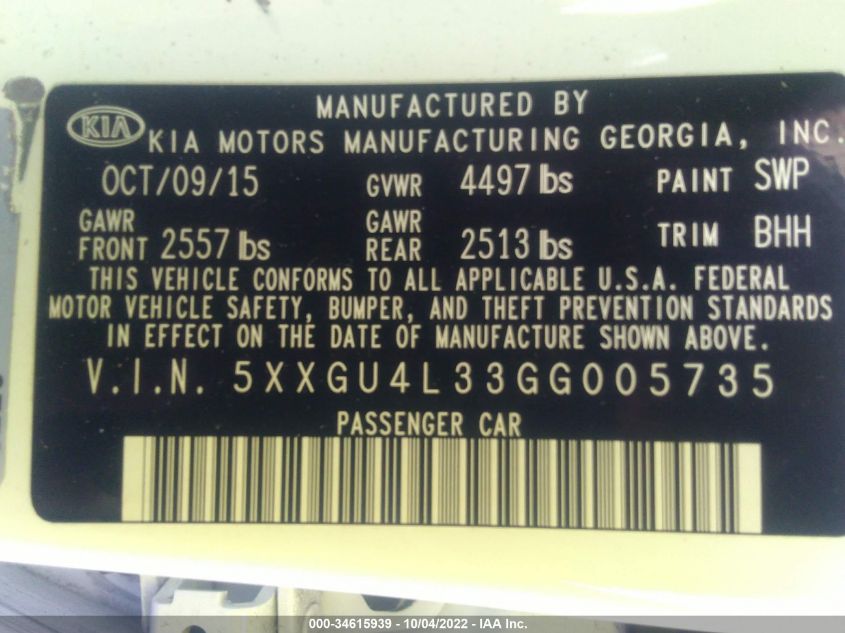 MANUFACTURED BY
KIA KIA MOTORS MANUFACTURING GEORGIA, INC.
OCT/09/15 GVWR 4497 lbs PAINT SWP
GAWR FRONT 2557 lbs GAWR REAR 2513 lbs TRIM BHH
THIS VEHICLE CONFORMS TO ALL APPLICABLE U.S.A. FEDERAL
MOTOR VEHICLE SAFETY, BUMPER, AND THEFT PREVENTION STANDARDS
IN EFFECT ON THE DATE OF MANUFACTURE SHOWN ABOVE.
V.I.N. 5XXGU4L33GG005735
PASSENGER CAR
000-34615939 - 10/04/2022 - IAA Inc.